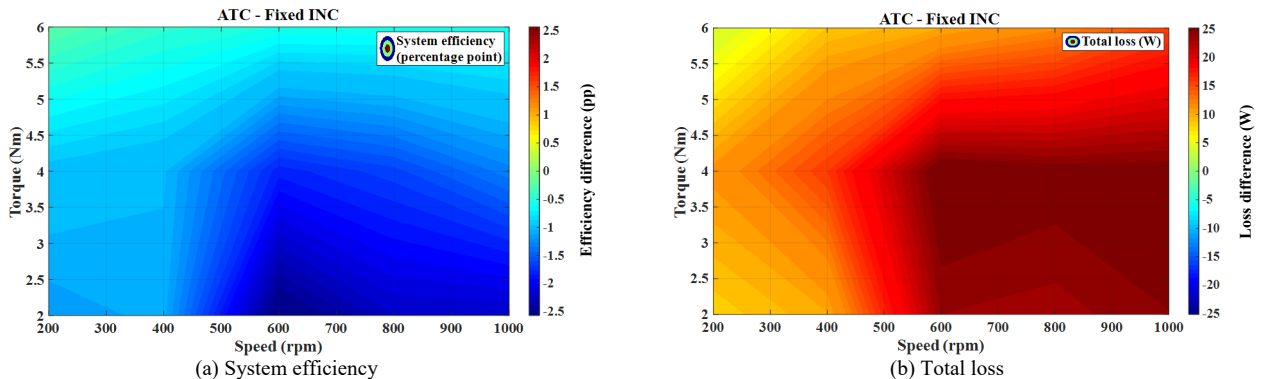 ATC - Fixed INC
System efficiency
(percentage point)
6
5.5
5
4.5
4
3.5
3
2.5
2
Torque (Nm)
200 300 400 500 600 700 800 900 1000
Speed (rpm)
2.5
2
1.5
1
0.5
0
-0.5
-1
-1.5
-2
-2.5
Efficiency difference (pp)
(a) System efficiency
ATC - Fixed INC
Total loss (W)
6
5.5
5
4.5
4
3.5
3
2.5
2
Torque (Nm)
200 300 400 500 600 700 800 900 1000
Speed (rpm)
25
20
15
10
5
0
-5
-10
-15
-20
-25
Loss difference (W)
(b) Total loss